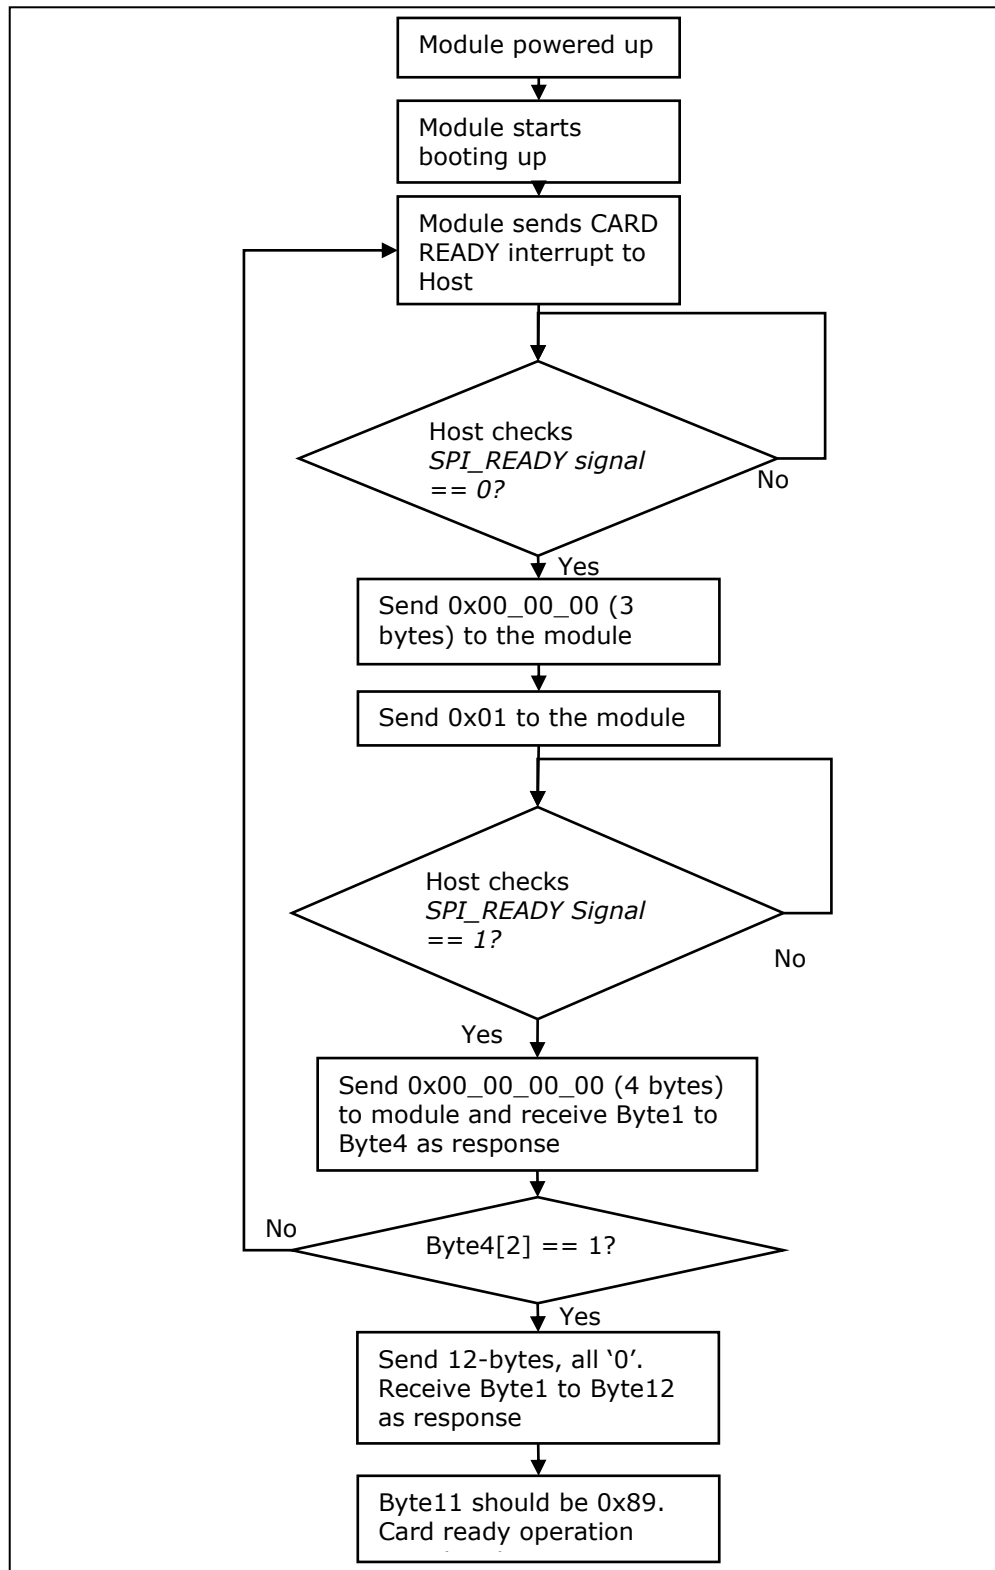 Module powered up
Module starts
booting up
Module sends CARD
READY interrupt to
Host
Host checks
SPI_READY signal
== 0?
No
Yes
Send 0x00_00_00 (3
bytes) to the module
Send 0x01 to the module
Host checks
SPI_READY Signal
== 1?
No
Yes
Send 0x00_00_00_00 (4 bytes)
to module and receive Byte1 to
Byte4 as response
No
Byte4[2] == 1?
Yes
Send 12-bytes, all ‘0’.
Receive Byte1 to Byte12
as response
Byte11 should be 0x89.
Card ready operation